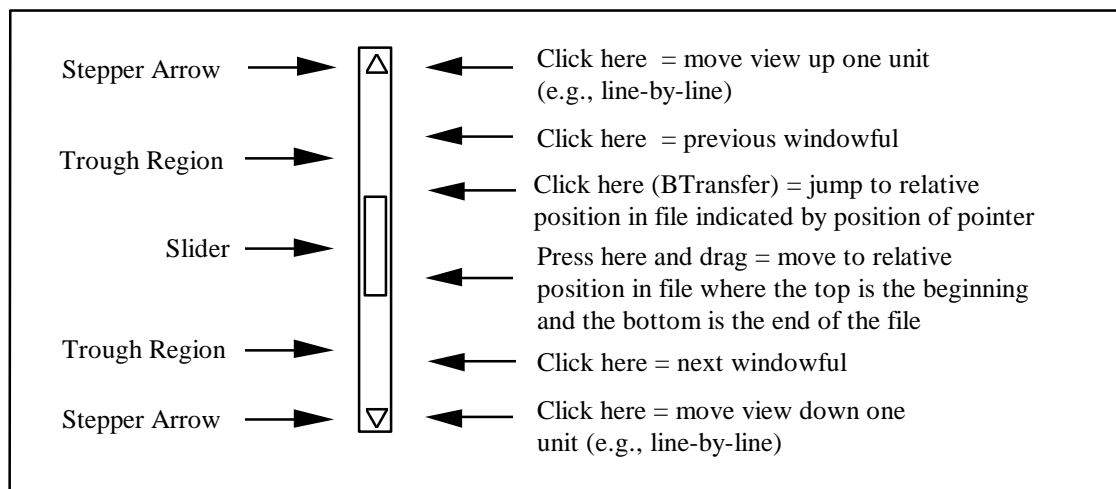 Stepper Arrow
Click here  = move view up one unit
(e.g., line-by-line)
Click here  = previous windowful
Trough Region
Click here (BTransfer) = jump to relative
position in file indicated by position of pointer
Slider
Press here and drag = move to relative
position in file where the top is the beginning
and the bottom is the end of the file
Trough Region
Click here = next windowful
Stepper Arrow
Click here = move view down one
unit (e.g., line-by-line)